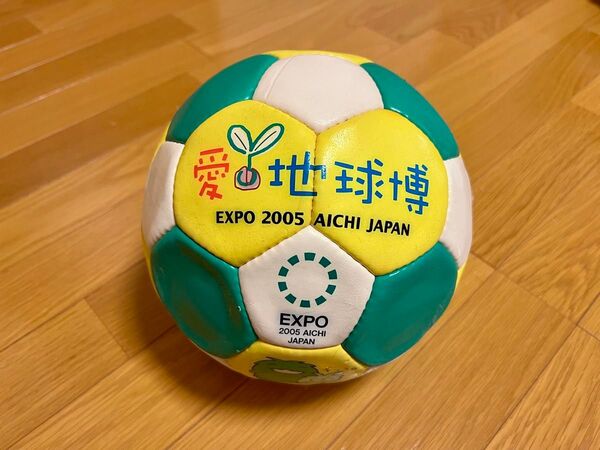 愛・地球博
EXPO 2005 AICHI JAPAN
EXPO
2005 AICHI
JAPAN